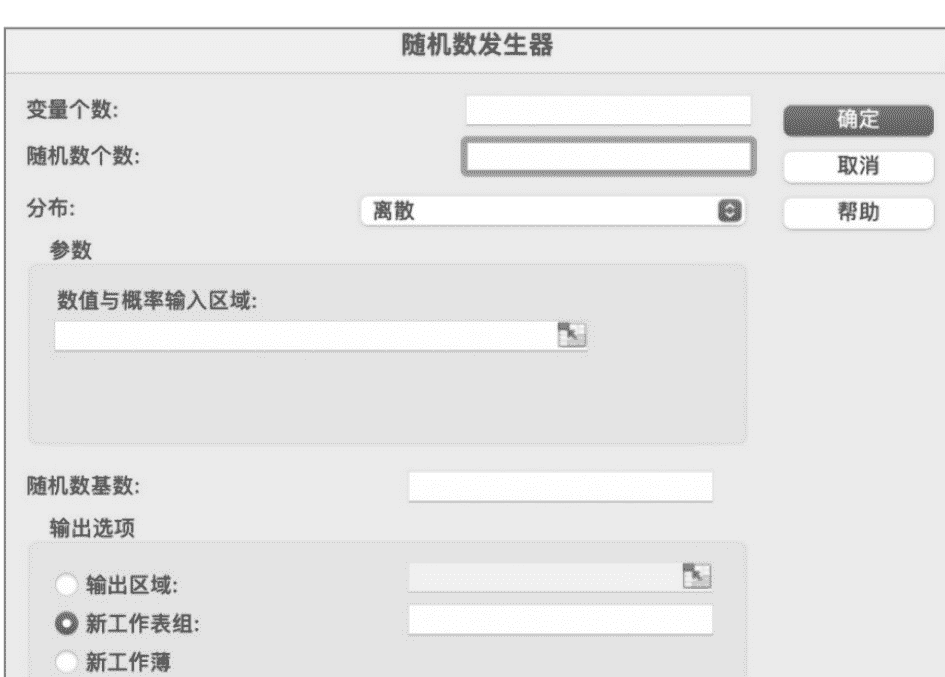 随机数发生器
变量个数:
确定
随机数个数:
取消
分布:
离散
帮助
参数
数值与概率输入区域:
随机数基数:
输出选项
输出区域:
新工作表组:
新工作薄